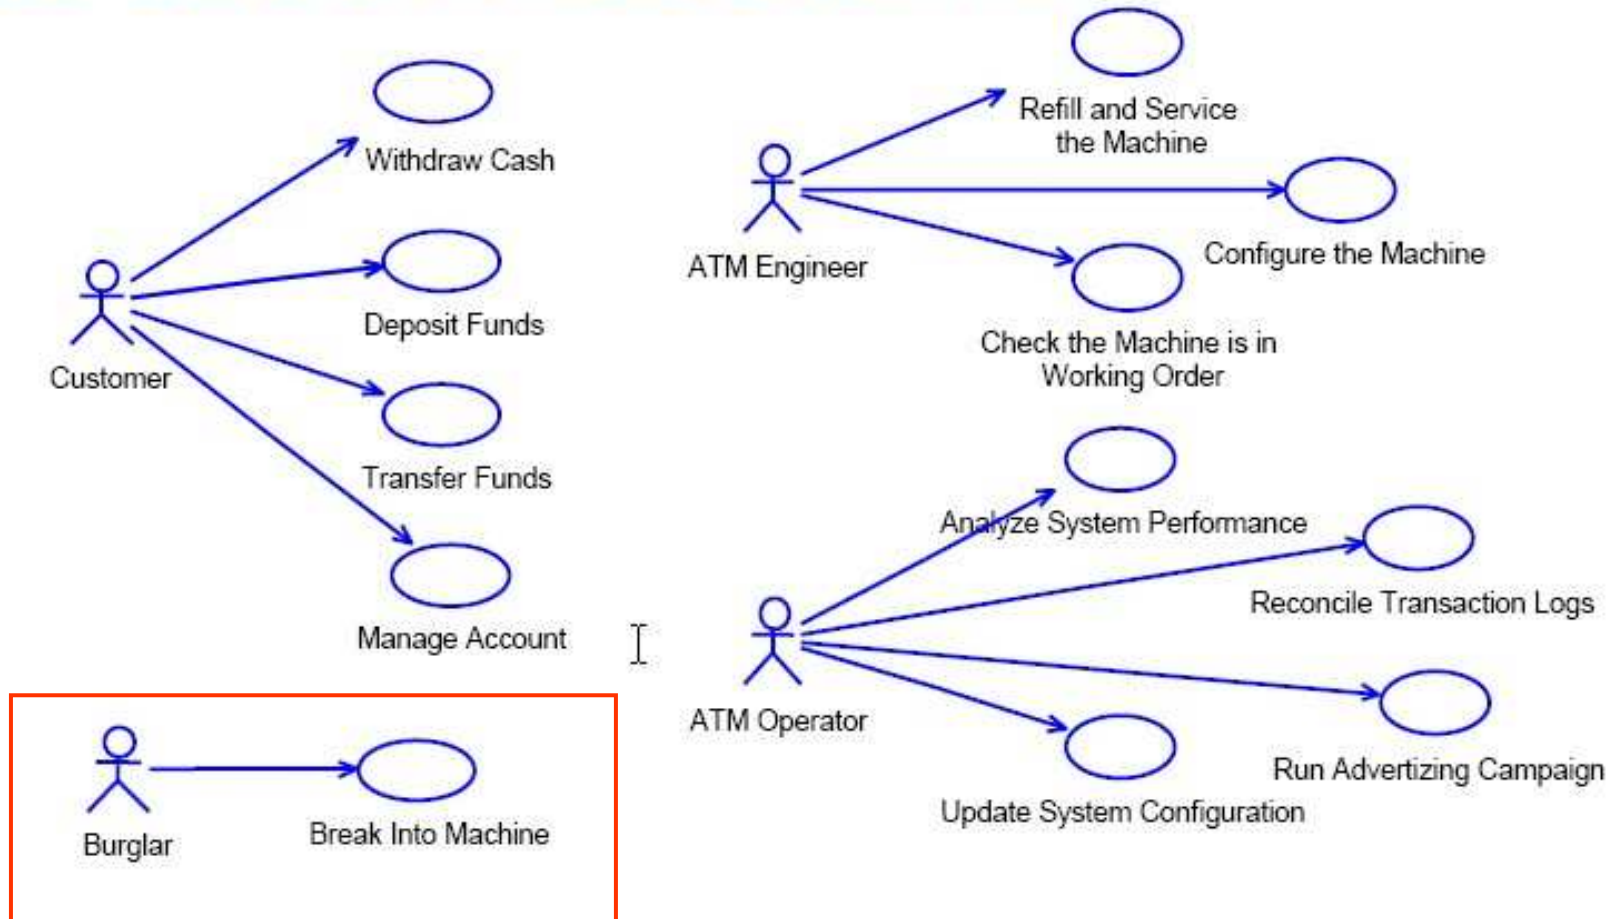 Withdraw Cash
Deposit Funds
Customer
Transfer Funds
Manage Account
Burglar
Break Into Machine
Refill and Service
the Machine
ATM Engineer
Configure the Machine
Check the Machine is in
Working Order
Analyze System Performance
Reconcile Transaction Logs
ATM Operator
Run Advertizing Campaign
Update System Configuration